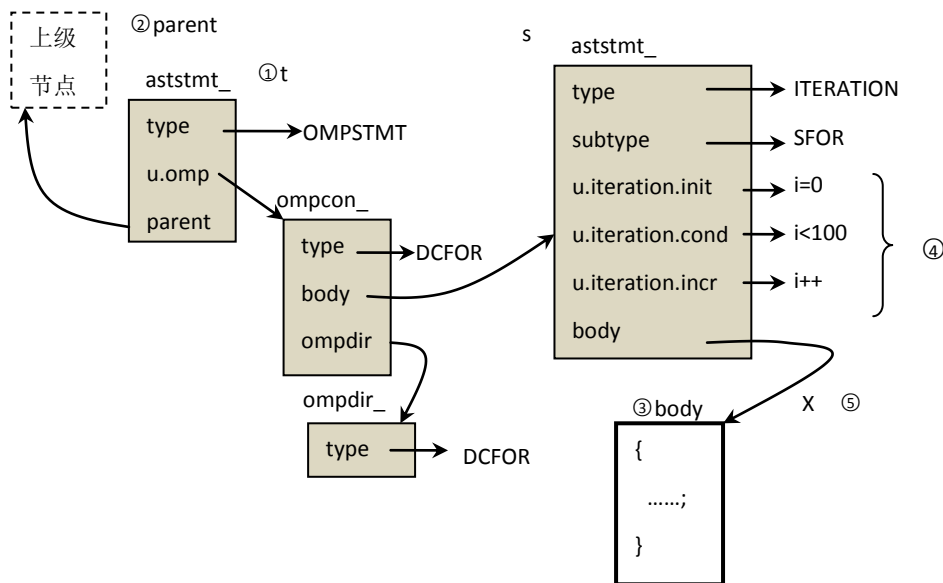 上级
节点
②parent
aststmt_
①t
type
OMPSTMT
u.omp
parent
ompcon_
type
DCFOR
body
ompdir
ompdir_
type
DCFOR
s
aststmt_
type
ITERATION
subtype
SFOR
u.iteration.init
i=0
u.iteration.cond
i<100
u.iteration.incr
i++
④
body
X
⑤
③body
{
……;
}